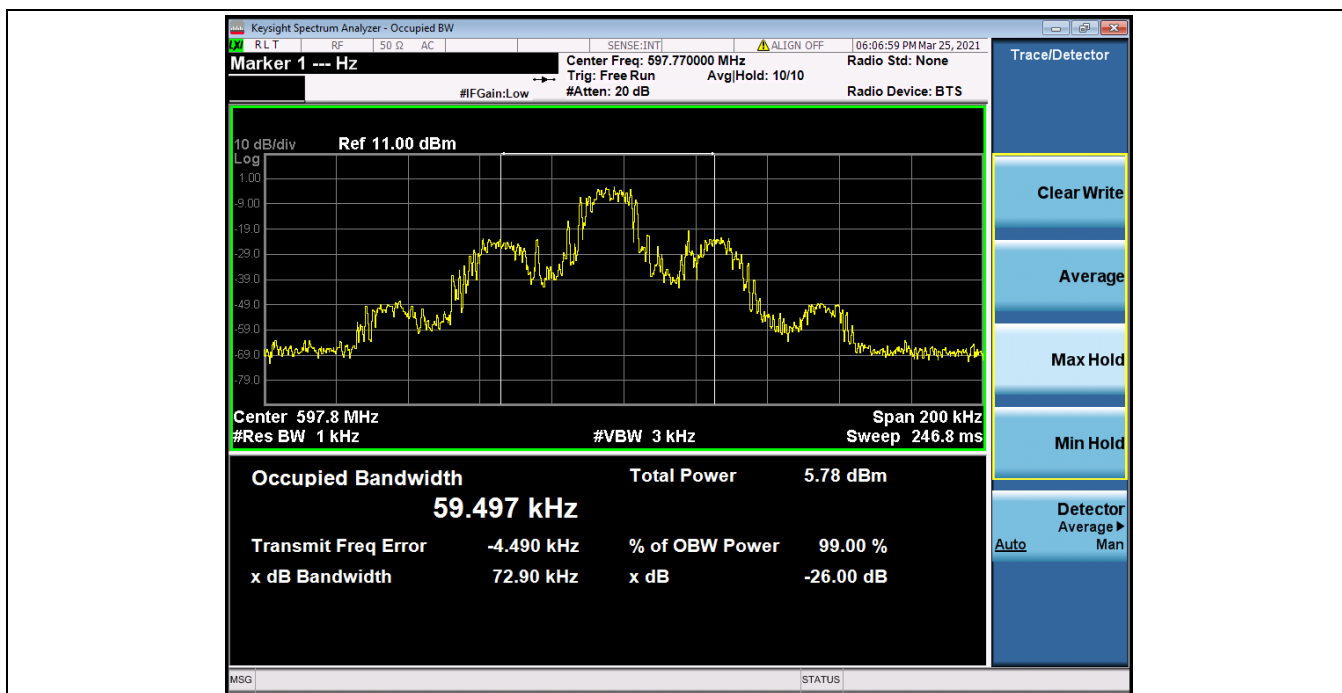 Keysight Spectrum Analyzer - Occupied BW
LXI RLT RF 50 Ω AC SENSE:INT ALIGN OFF 06:06:59 PM Mar 25, 2021
Marker 1 --- Hz Center Freq: 597.770000 MHz Radio Std: None
Trig: Free Run Avg|Hold: 10/10
#IFGain:Low #Atten: 20 dB Radio Device: BTS
Trace/Detector
10 dB/div Ref 11.00 dBm
Log
1.00
-9.00
-19.0
-29.0
-39.0
-49.0
-59.0
-69.0
-79.0
Center 597.8 MHz Span 200 kHz
#Res BW 1 kHz #VBW 3 kHz Sweep 246.8 ms
Occupied Bandwidth Total Power 5.78 dBm
59.497 kHz
Transmit Freq Error -4.490 kHz % of OBW Power 99.00 %
x dB Bandwidth 72.90 kHz x dB -26.00 dB
Clear Write
Average
Max Hold
Min Hold
Detector
Average▶
Auto Man
MSG STATUS